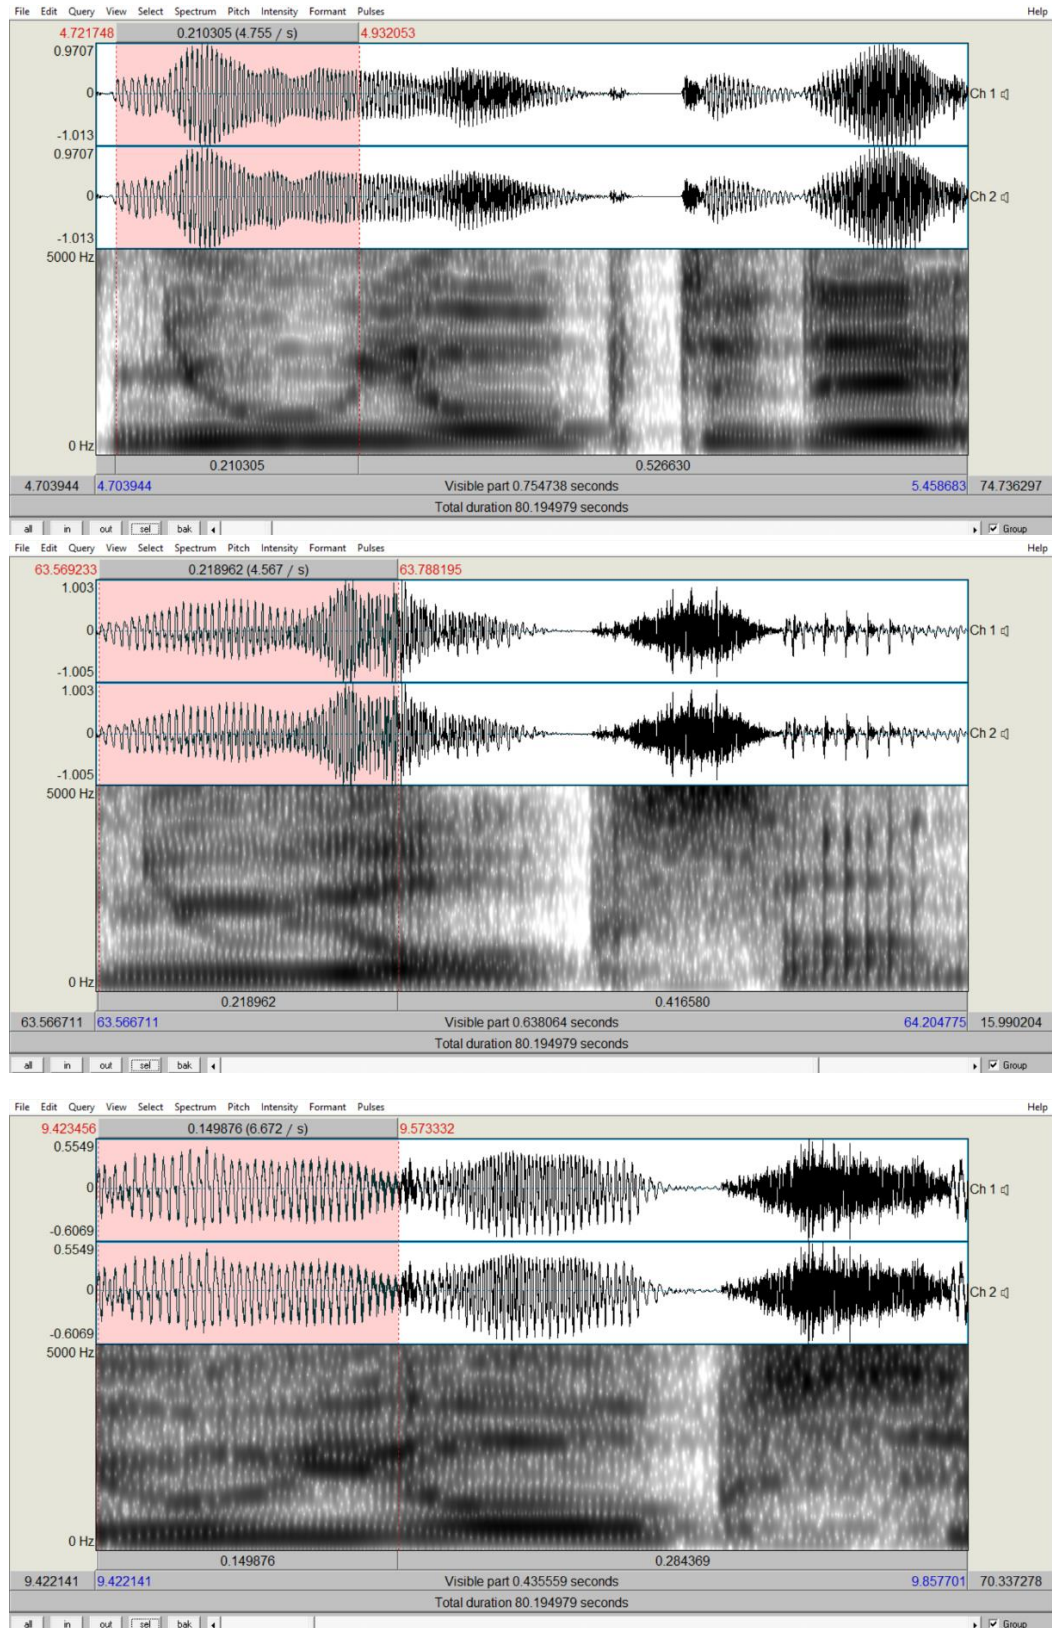 File Edit Query View Select Spectrum Pitch Intensity Formant Pulses Help
4.721748 0.210305 (4.755 / s) 4.932053
0.9707
0 Ch 1
-1.013
0.9707
0 Ch 2
-1.013
5000 Hz
0 Hz
0.210305 0.526630
4.703944 4.703944 Visible part 0.754738 seconds 5.458683 74.736297
Total duration 80.194979 seconds
all in out sel bak Group
File Edit Query View Select Spectrum Pitch Intensity Formant Pulses Help
63.569233 0.218962 (4.567 / s) 63.788195
1.003
0 Ch 1
-1.005
1.003
0 Ch 2
-1.005
5000 Hz
0 Hz
0.218962 0.416580
63.566711 63.566711 Visible part 0.638064 seconds 64.204775 15.990204
Total duration 80.194979 seconds
all in out sel bak Group
File Edit Query View Select Spectrum Pitch Intensity Formant Pulses Help
9.423456 0.149876 (6.672 / s) 9.573332
0.5549
0 Ch 1
-0.6069
0.5549
0 Ch 2
-0.6069
5000 Hz
0 Hz
0.149876 0.284369
9.422141 9.422141 Visible part 0.435559 seconds 9.857701 70.337278
Total duration 80.194979 seconds
all in out sel bak Group